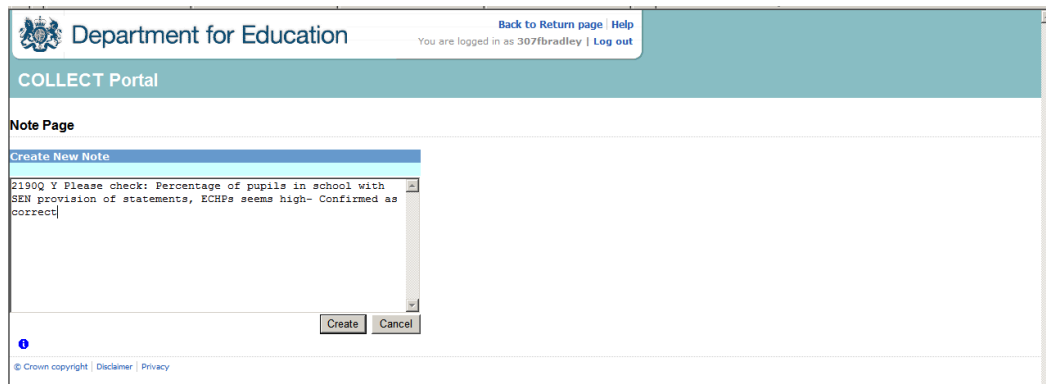 Department for Education
Back to Return page | Help
You are logged in as 307fbradley | Log out
COLLECT Portal
Note Page
Create New Note
2190Q Y Please check: Percentage of pupils in school with
SEN provision of statements, ECHPs seems high- Confirmed as
correct
Create Cancel
© Crown copyright | Disclaimer | Privacy